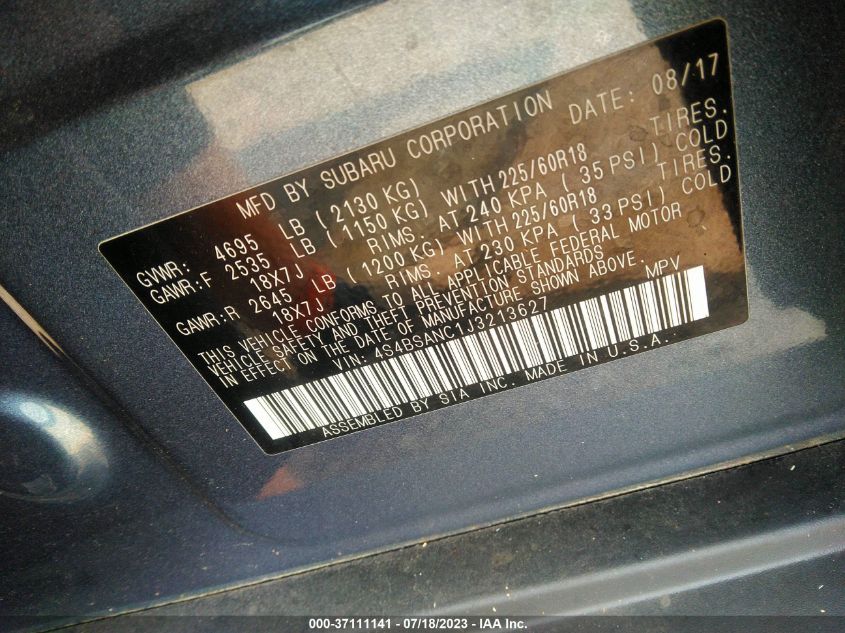 MFD BY SUBARU CORPORATION DATE: 08/17
GVWR: 4695 LB ( 2130 KG)
GAWR:F 2535 LB ( 1150 KG) WITH 225/60R18 TIRES.
18X7J RIMS. AT 240 KPA ( 35 PSI) COLD
GAWR:R 2645 LB (1200 KG) WITH 225/60R18 TIRES.
18X7J RIMS. AT 230 KPA ( 33 PSI) COLD
THIS VEHICLE CONFORMS TO ALL APPLICABLE FEDERAL MOTOR
VEHICLE SAFETY AND THEFT PREVENTION STANDARDS
IN EFFECT ON THE DATE OF MANUFACTURE SHOWN ABOVE.
VIN: 4S4BSANC1J3213627 MPV
ASSEMBLED BY SIA INC. MADE IN U.S.A.
000-37111141 - 07/18/2023 - IAA Inc.